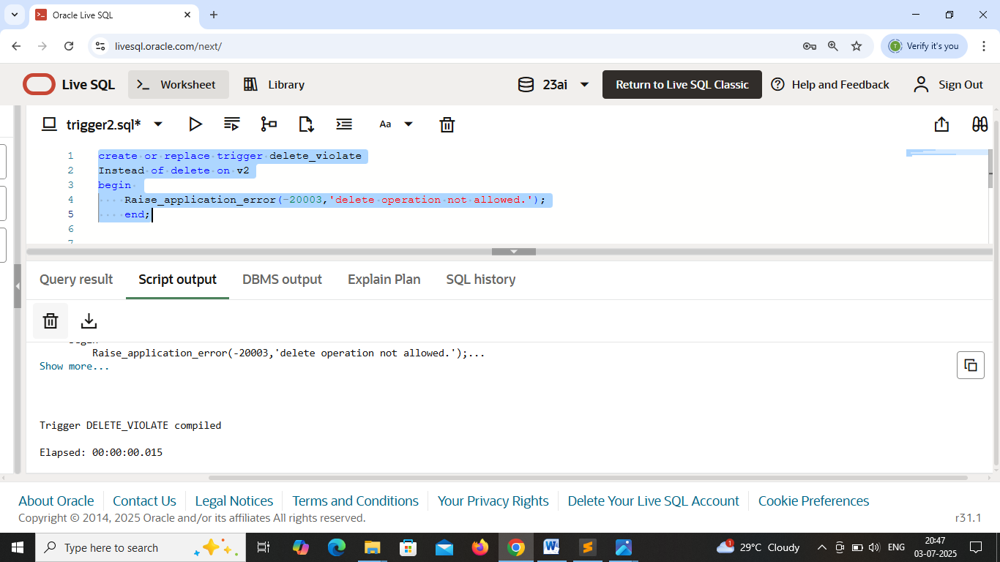 Oracle Live SQL
livesql.oracle.com/next/
T
Verify it's you
Live SQL
Worksheet
Library
23ai
Return to Live SQL Classic
Help and Feedback
Sign Out
trigger2.sql*
Aa
1 create or replace trigger delete_violate
2 Instead of delete on v2
3 begin
4 Raise_application_error(-20003,'delete operation not allowed.');
5 end;
6
7
Query result
Script output
DBMS output
Explain Plan
SQL history
begin
Raise_application_error(-20003,'delete operation not allowed.');...
Show more...
Trigger DELETE_VIOLATE compiled
Elapsed: 00:00:00.015
About Oracle
Contact Us
Legal Notices
Terms and Conditions
Your Privacy Rights
Delete Your Live SQL Account
Cookie Preferences
Copyright © 2014, 2025 Oracle and/or its affiliates All rights reserved.
r31.1
Type here to search
1
29°C Cloudy
ENG
20:47
03-07-2025